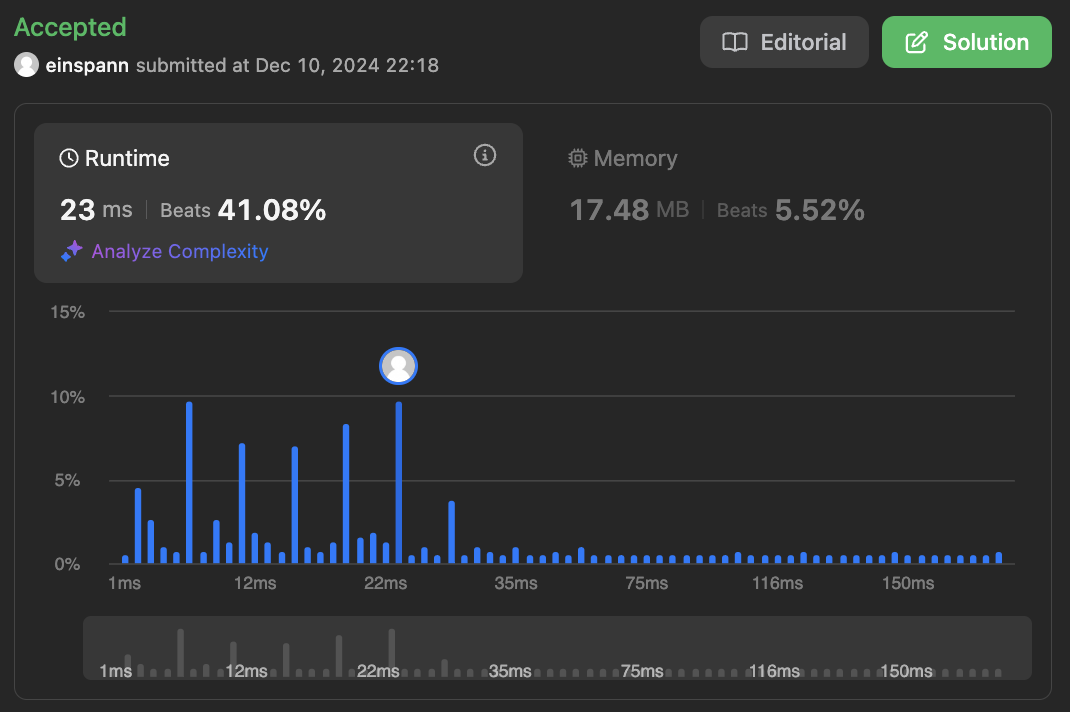 Accepted
einspann submitted at Dec 10, 2024 22:18
Editorial
Solution
Runtime
23 ms | Beats 41.08%
Analyze Complexity
Memory
17.48 MB | Beats 5.52%
15%
10%
5%
0%
1ms 12ms 22ms 35ms 75ms 116ms 150ms
1ms 12ms 22ms 35ms 75ms 116ms 150ms